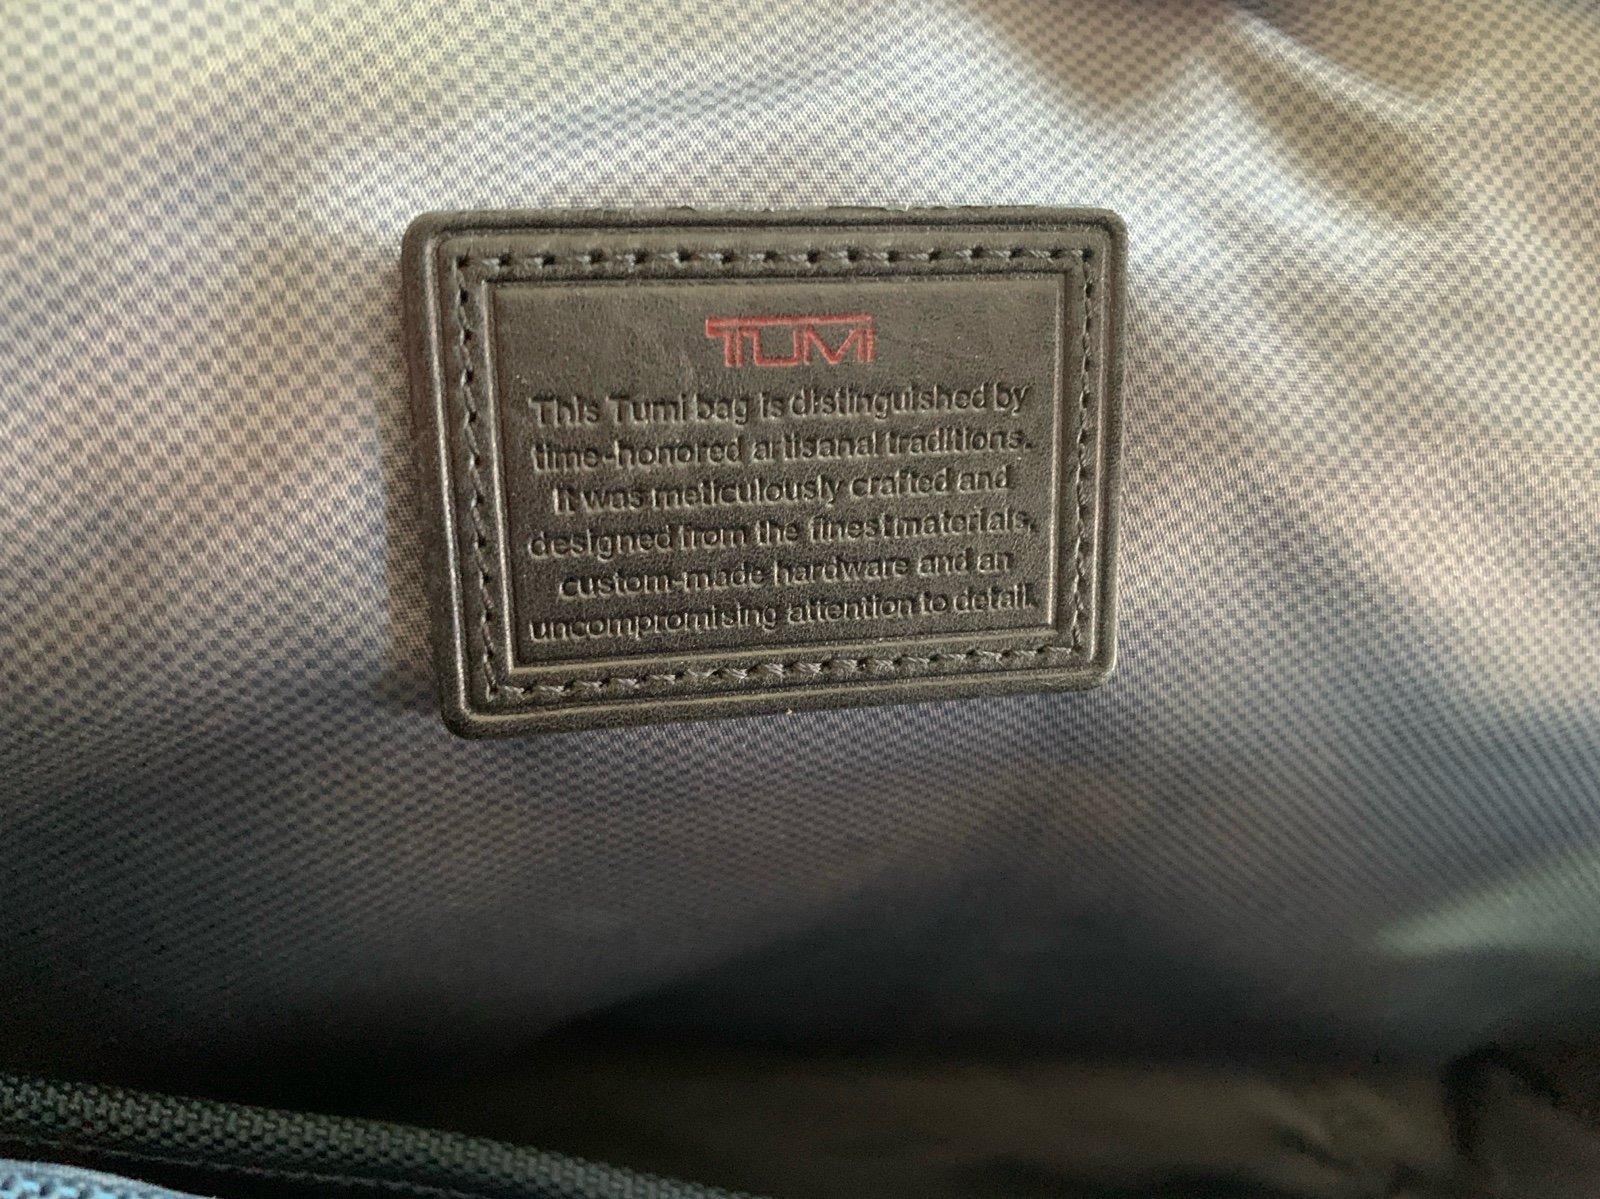 TUMI
This Tumi bag is distinguished by
time-honored artisanal traditions.
It was meticulously crafted and
designed from the finest materials,
custom-made hardware and an
uncompromising attention to detail.